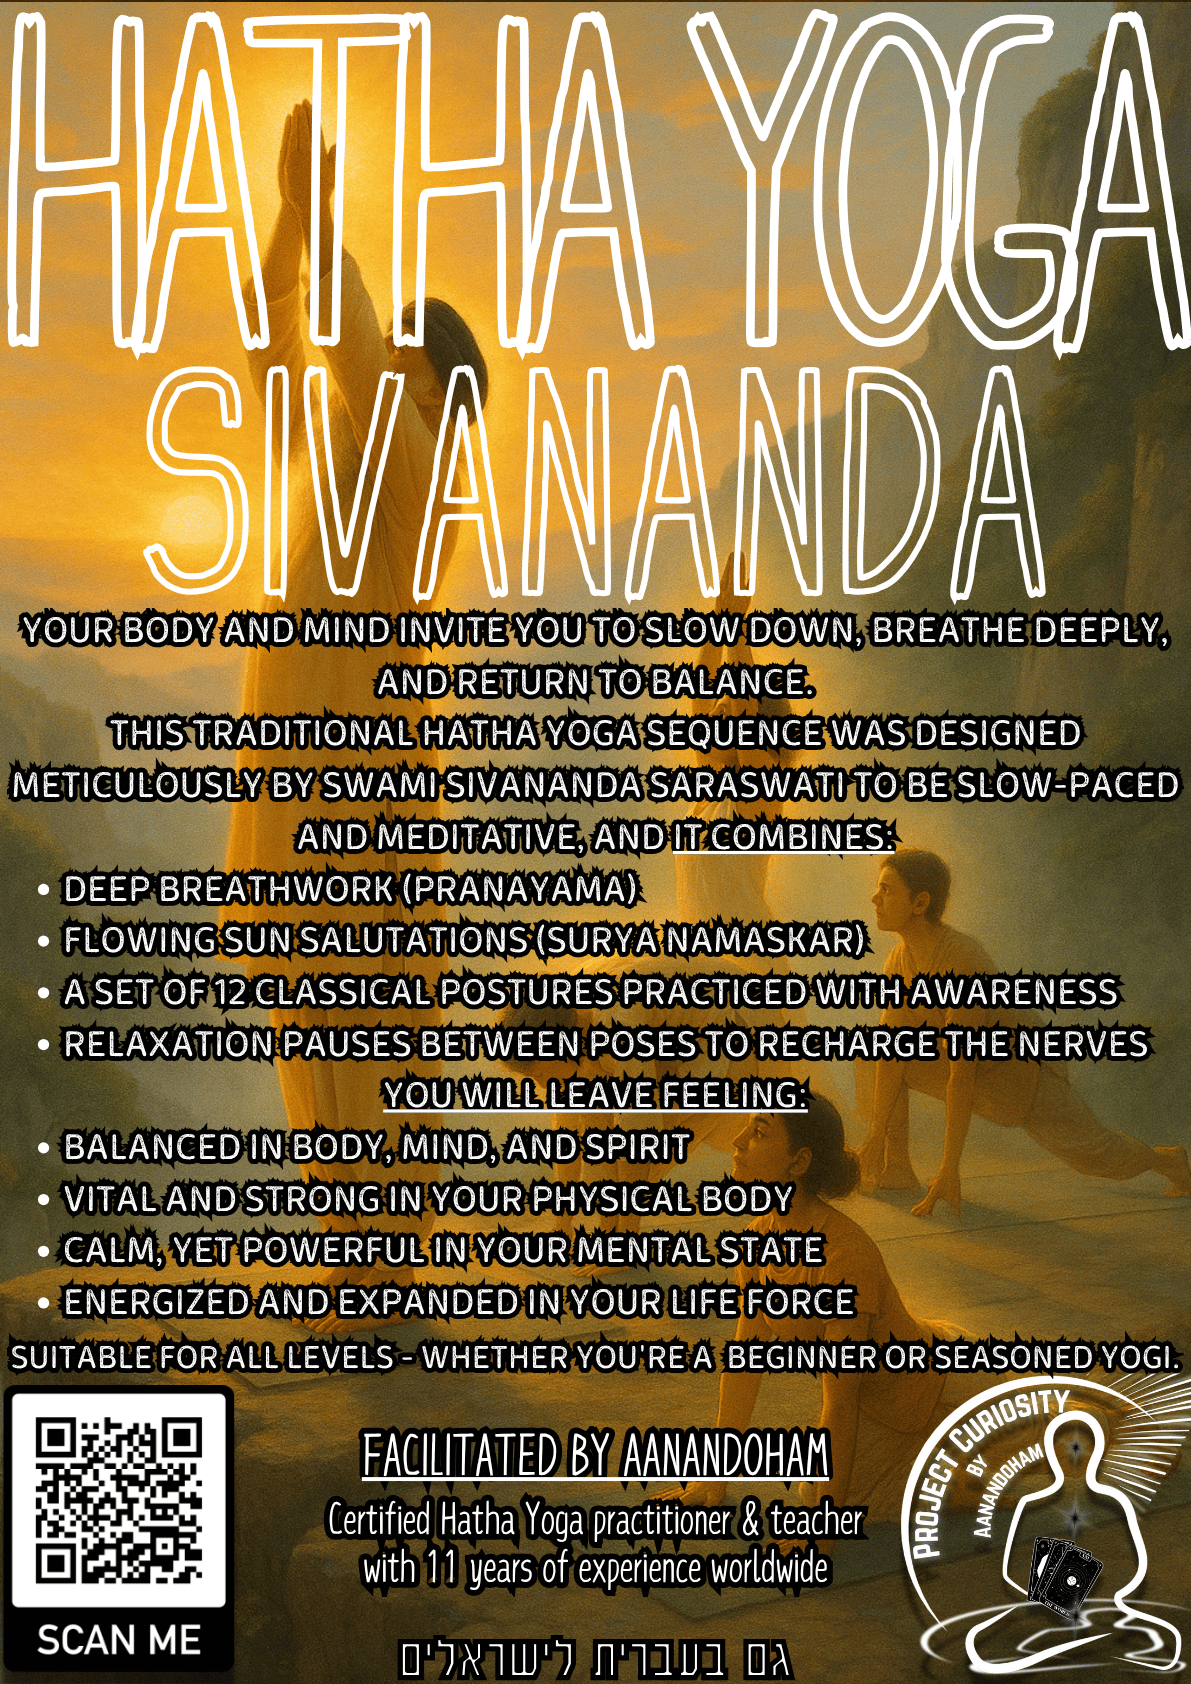 HATHA YOGA
SIVANANDA
YOUR BODY AND MIND INVITE YOU TO SLOW DOWN, BREATHE DEEPLY,
AND RETURN TO BALANCE.
THIS TRADITIONAL HATHA YOGA SEQUENCE WAS DESIGNED
METICULOUSLY BY SWAMI SIVANANDA SARASWATI TO BE SLOW-PACED
AND MEDITATIVE, AND IT COMBINES:
• DEEP BREATHWORK (PRANAYAMA)
• FLOWING SUN SALUTATIONS (SURYA NAMASKAR)
• A SET OF 12 CLASSICAL POSTURES PRACTICED WITH AWARENESS
• RELAXATION PAUSES BETWEEN POSES TO RECHARGE THE NERVES
YOU WILL LEAVE FEELING:
• BALANCED IN BODY, MIND, AND SPIRIT
• VITAL AND STRONG IN YOUR PHYSICAL BODY
• CALM, YET POWERFUL IN YOUR MENTAL STATE
• ENERGIZED AND EXPANDED IN YOUR LIFE FORCE
SUITABLE FOR ALL LEVELS - WHETHER YOU'RE A BEGINNER OR SEASONED YOGI.
SCAN ME
FACILITATED BY AANANDOHAM
Certified Hatha Yoga practitioner & teacher
with 11 years of experience worldwide
גם בעברית לישראלים
PROJECT CURIOSITY
BY
AANANDOHAM